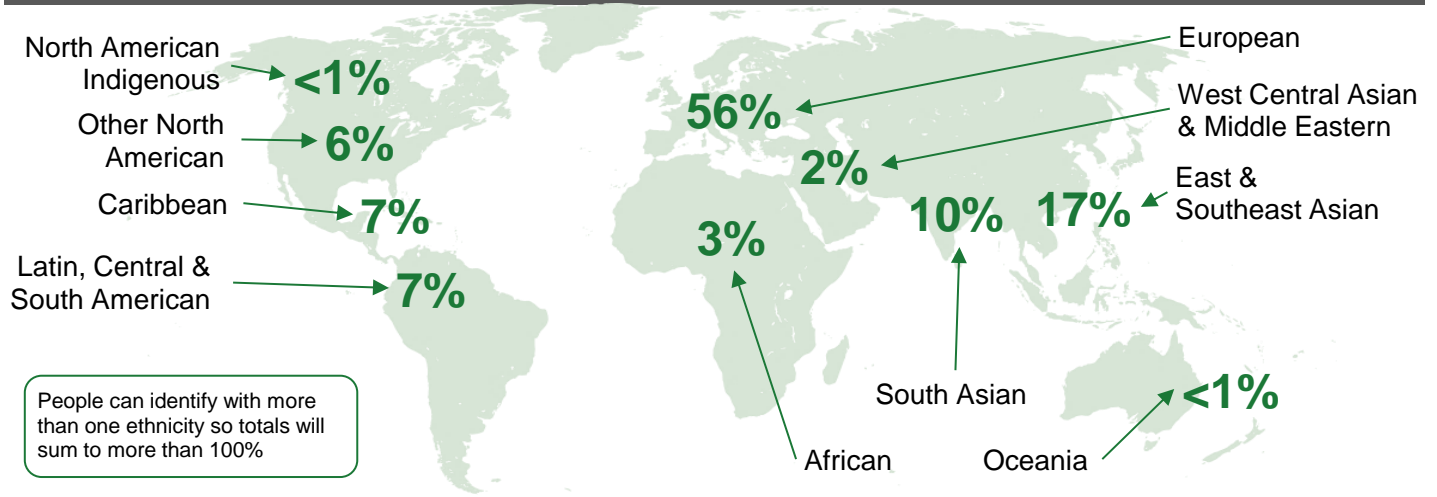 North American
Indigenous
<1%
Other North
American
6%
Caribbean
7%
Latin, Central &
South American
7%
European
56%
West Central Asian
& Middle Eastern
2%
East &
Southeast Asian
17%
10%
South Asian
3%
African
<1%
Oceania
People can identify with more
than one ethnicity so totals will
sum to more than 100%